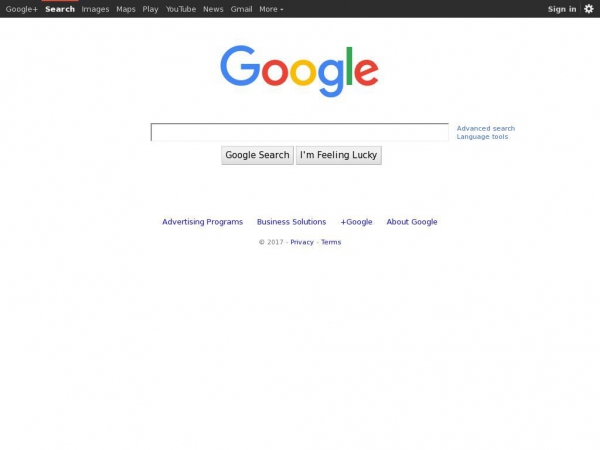 Google+ Search Images Maps Play YouTube News Gmail More Sign in
Google
Advanced search
Language tools
Google Search I'm Feeling Lucky
Advertising Programs Business Solutions +Google About Google
© 2017 - Privacy - Terms